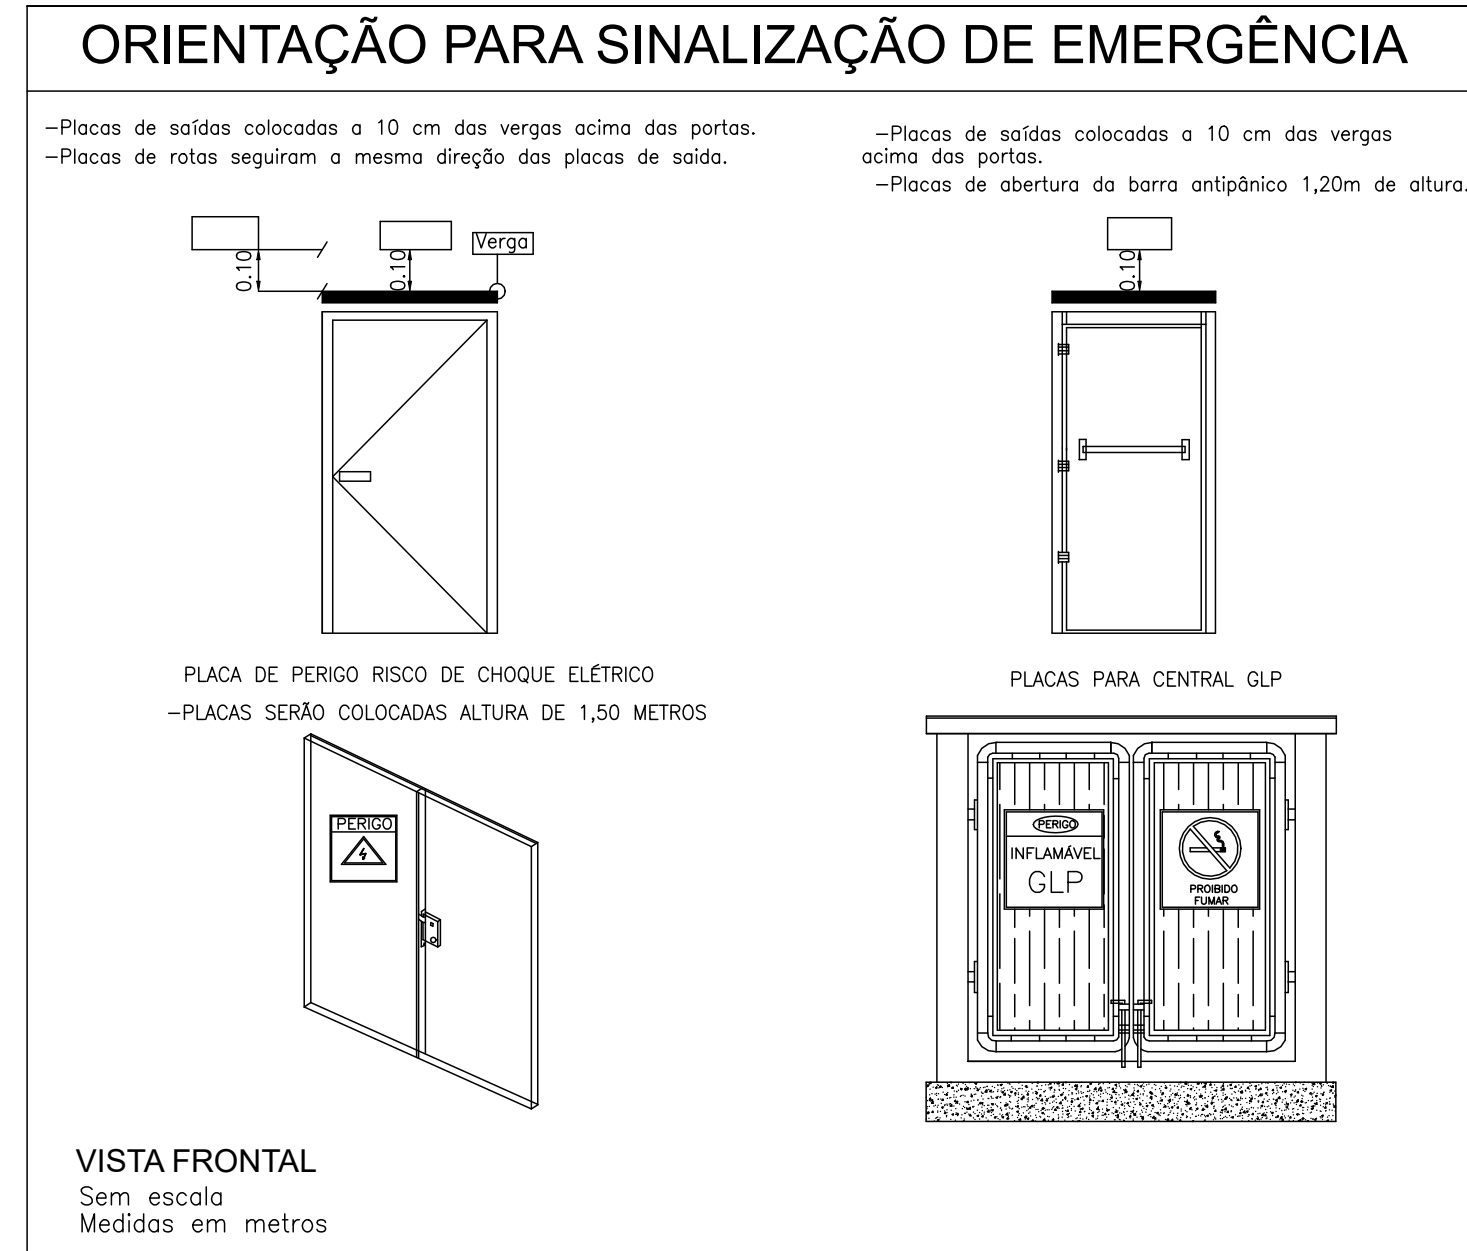 ORIENTAÇÃO PARA SINALIZAÇÃO DE EMERGÊNCIA
-Placas de saídas colocadas a 10 cm das vergas acima das portas.
-Placas de rotas seguiram a mesma direção das placas de saida.
0.10
0.10
Verga
-Placas de saídas colocadas a 10 cm das vergas
acima das portas.
-Placas de abertura da barra antipânico 1,20m de altura.
0.10
PLACA DE PERIGO RISCO DE CHOQUE ELÉTRICO
-PLACAS SERÃO COLOCADAS ALTURA DE 1,50 METROS
PERIGO
PLACAS PARA CENTRAL GLP
PERIGO
INFLAMÁVEL
GLP
PROIBIDO
FUMAR
VISTA FRONTAL
Sem escala
Medidas em metros